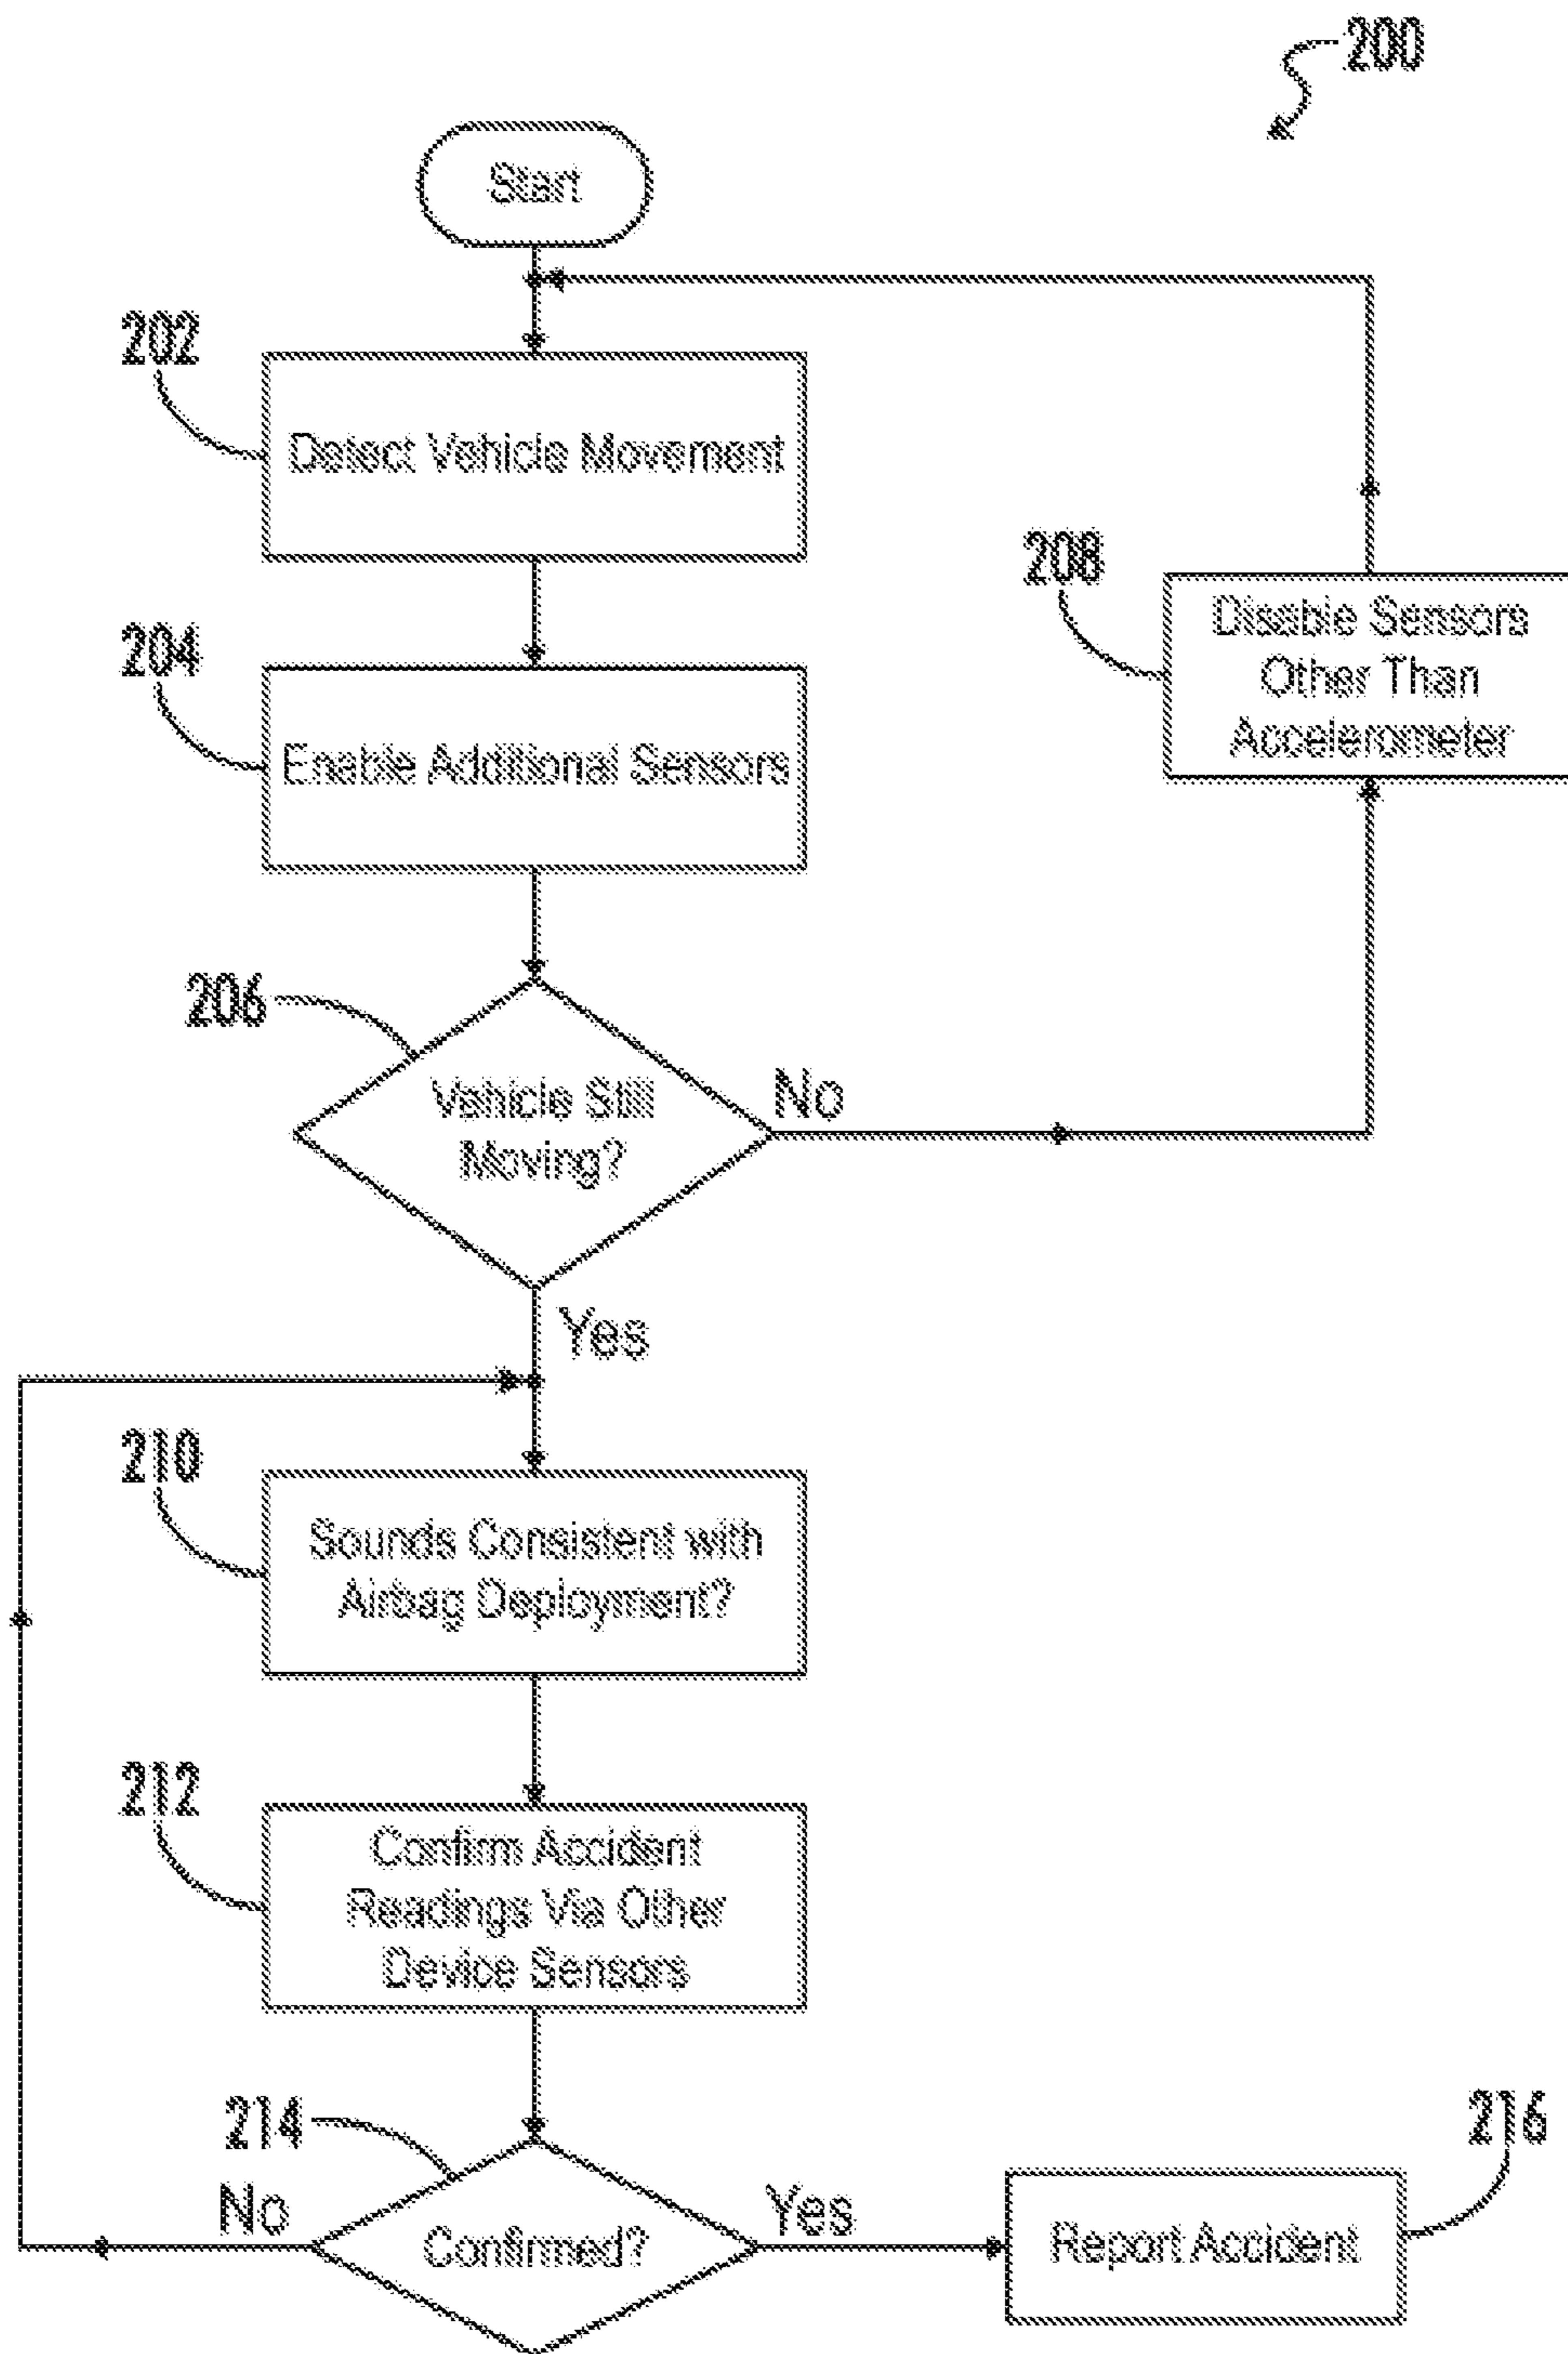 200
Start
202
Detect Vehicle Movement
204
Enable Additional Sensors
208
Disable Sensors
Other Than
Accelerometer
206
Vehicle Still
Moving?
No
Yes
210
Sounds Consistent with
Airbag Deployment?
212
Confirm Accident
Readings Via Other
Device Sensors
214
No
Confirmed?
Yes
Report Accident
216